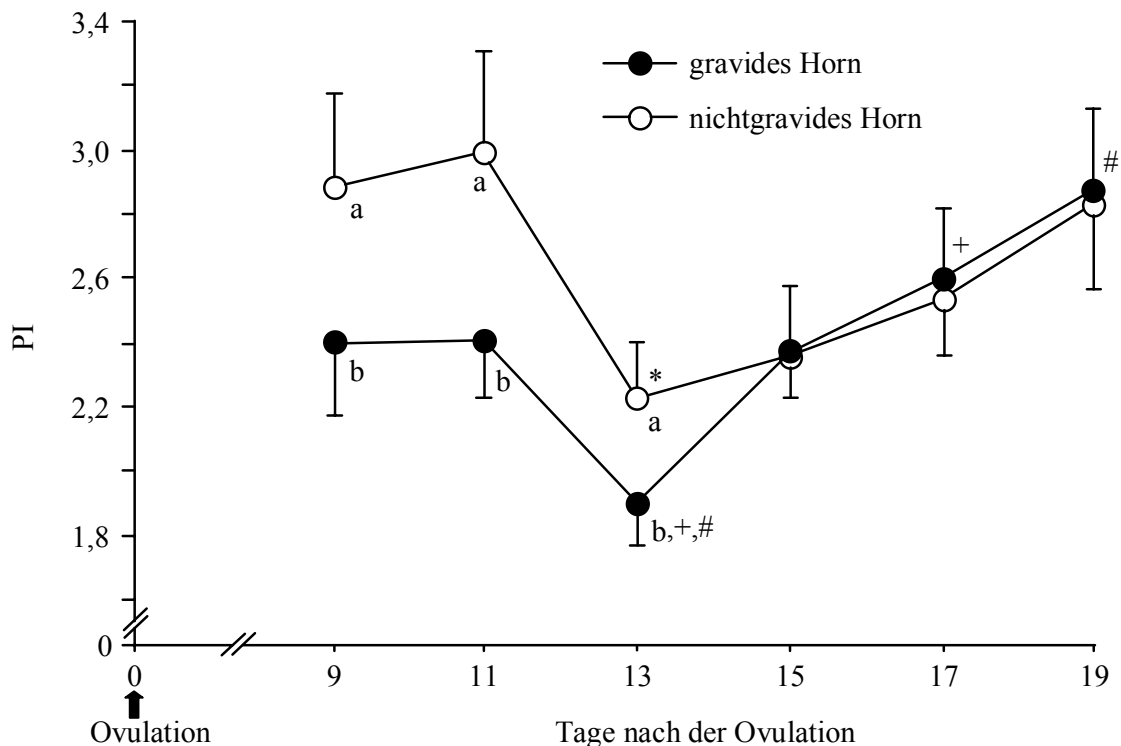 3,4
gravides Horn
nichtgravides Horn
3,0
#
a
a
+
2,6
PI
b
b
*
a
2,2
b,+,#
1,8
0
0 9 11 13 15 17 19
Ovulation Tage nach der Ovulation